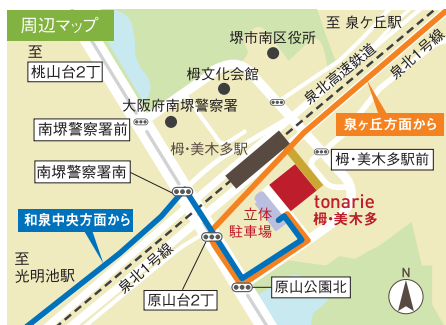 周辺マップ
至
泉ケ丘駅
堺市南区役所
至
桃山台2丁
栂文化会館
泉北高速鉄道
泉北1号線
大阪府南堺警察署
泉ケ丘方面から
南堺警察署前
栂・美木多駅
栂・美木多駅前
南堺警察署南
tonarie
栂・美木多
立体
駐車場
和泉中央方面から
至
光明池駅
泉北1号線
原山台2丁
原山公園北
N